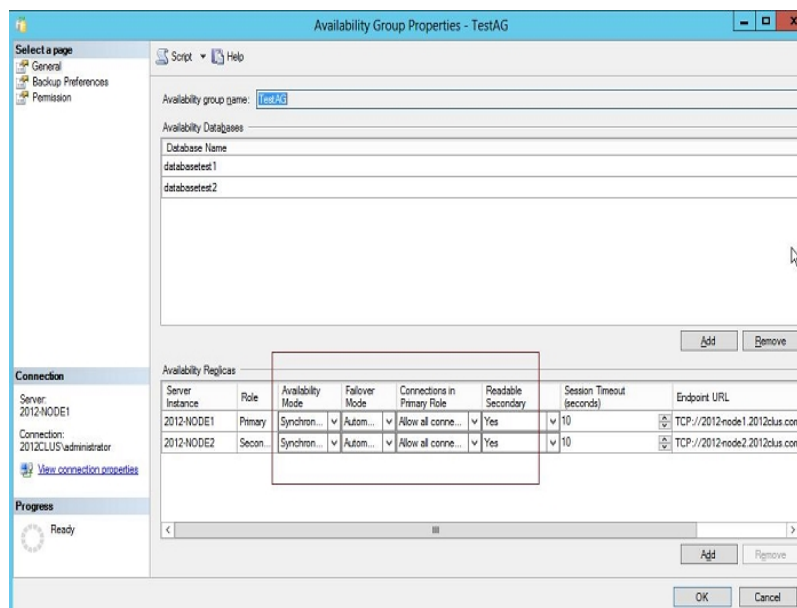 Availability Group Properties - TestAG
Select a page
General
Backup Preferences
Permission
Script Help
Availability group name: TestAG
Availability Databases
Database Name
databasetest1
databasetest2
Add Remove
Connection
Server:
2012-NODE1
Connection:
2012CLUS\administrator
View connection properties
Progress
Ready
Availability Replicas
Server Instance Role Availability Mode Failover Mode Connections in Primary Role Readable Secondary Session Timeout (seconds) Endpoint URL
2012-NODE1 Primary Synchron... Autom... Allow all conne... Yes 10 TCP://2012-node1.2012clus.com
2012-NODE2 Secon... Synchron... Autom... Allow all conne... Yes 10 TCP://2012-node2.2012clus.com
Add Remove
OK Cancel